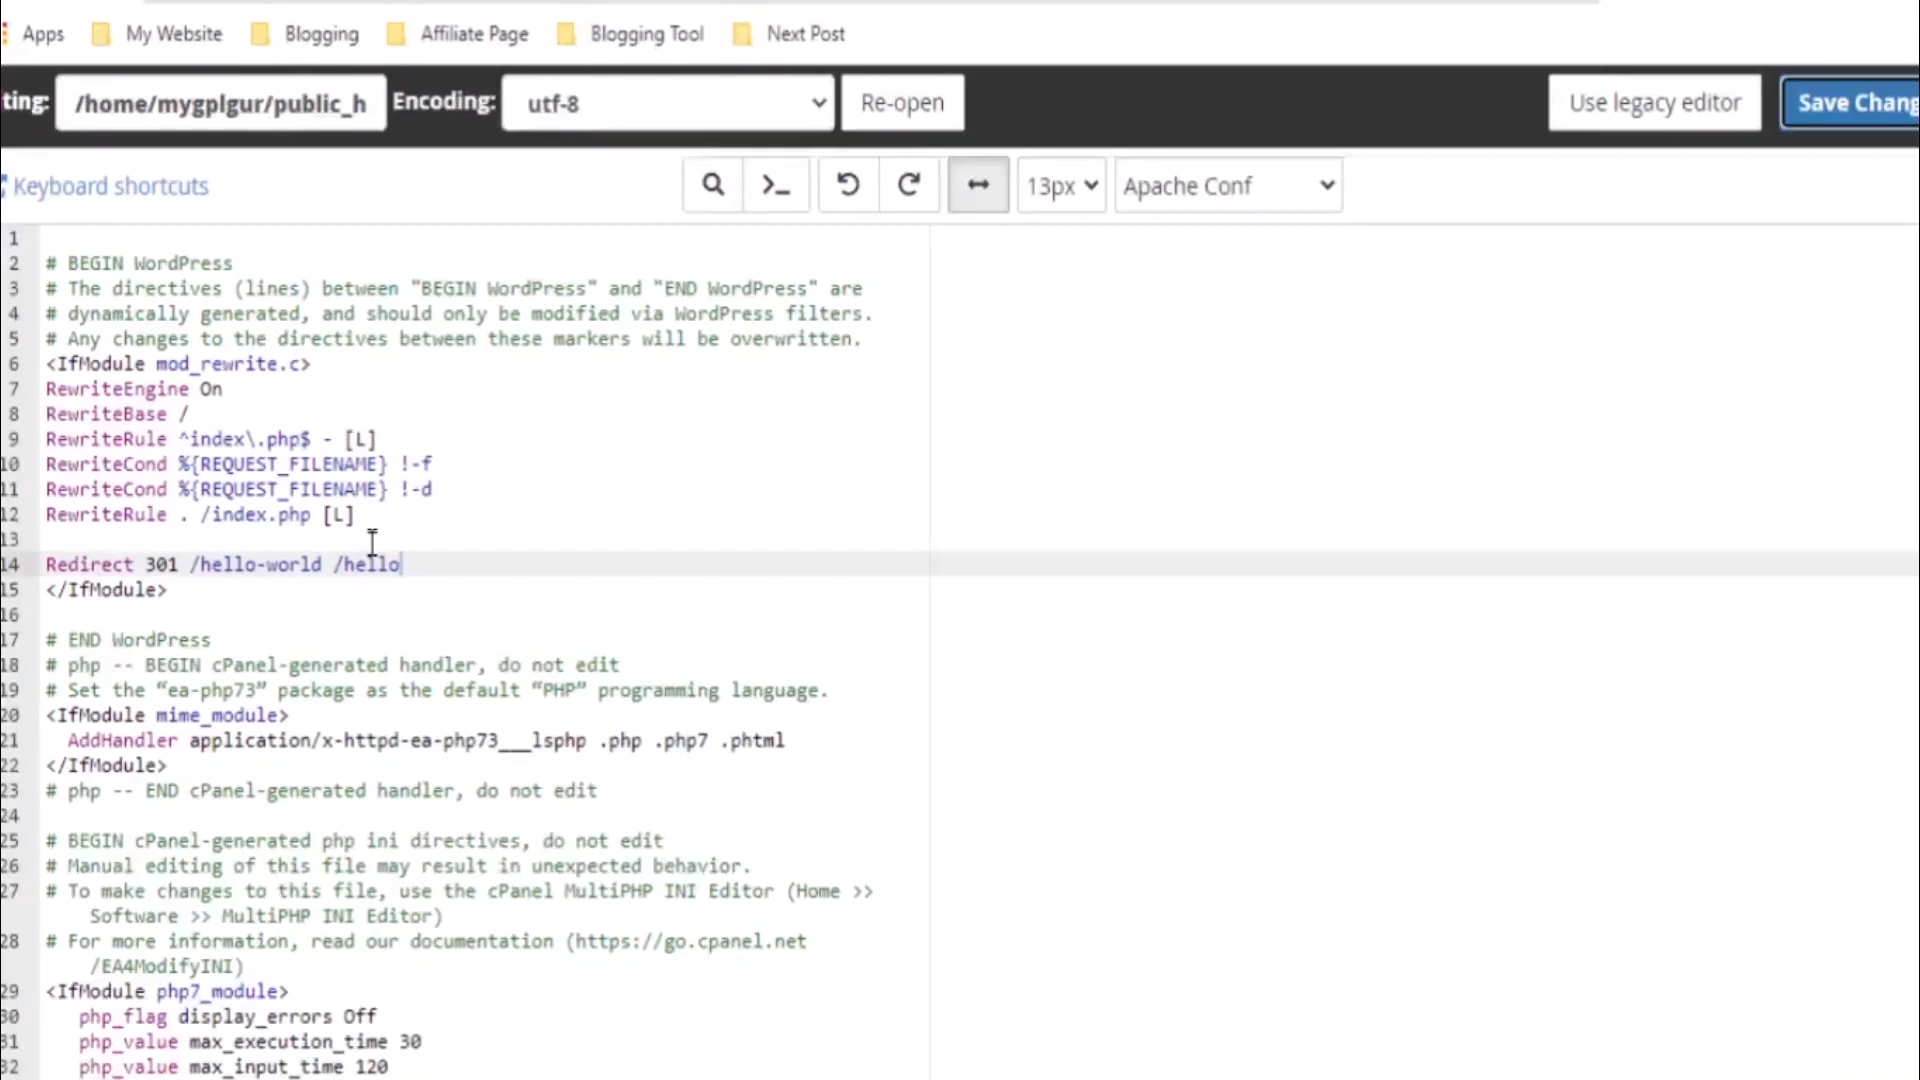 Apps My Website Blogging Affiliate Page Blogging Tool Next Post
ting: /home/mygplgur/public_h Encoding: utf-8 Re-open Use legacy editor Save Chang
Keyboard shortcuts 13px Apache Conf
1
2 # BEGIN WordPress
3 # The directives (lines) between "BEGIN WordPress" and "END WordPress" are
4 # dynamically generated, and should only be modified via WordPress filters.
5 # Any changes to the directives between these markers will be overwritten.
6 <IfModule mod_rewrite.c>
7 RewriteEngine On
8 RewriteBase /
9 RewriteRule ^index\.php$ - [L]
10 RewriteCond %{REQUEST_FILENAME} !-f
11 RewriteCond %{REQUEST_FILENAME} !-d
12 RewriteRule . /index.php [L]
13
14 Redirect 301 /hello-world /hello
15 </IfModule>
16
17 # END WordPress
18 # php -- BEGIN cPanel-generated handler, do not edit
19 # Set the “ea-php73” package as the default “PHP” programming language.
20 <IfModule mime_module>
21 AddHandler application/x-httpd-ea-php73___lsphp .php .php7 .phtml
22 </IfModule>
23 # php -- END cPanel-generated handler, do not edit
24
25 # BEGIN cPanel-generated php ini directives, do not edit
26 # Manual editing of this file may result in unexpected behavior.
27 # To make changes to this file, use the cPanel MultiPHP INI Editor (Home >>
Software >> MultiPHP INI Editor)
28 # For more information, read our documentation (https://go.cpanel.net
/EA4ModifyINI)
29 <IfModule php7_module>
30 php_flag display_errors Off
31 php_value max_execution_time 30
32 php_value max_input_time 120